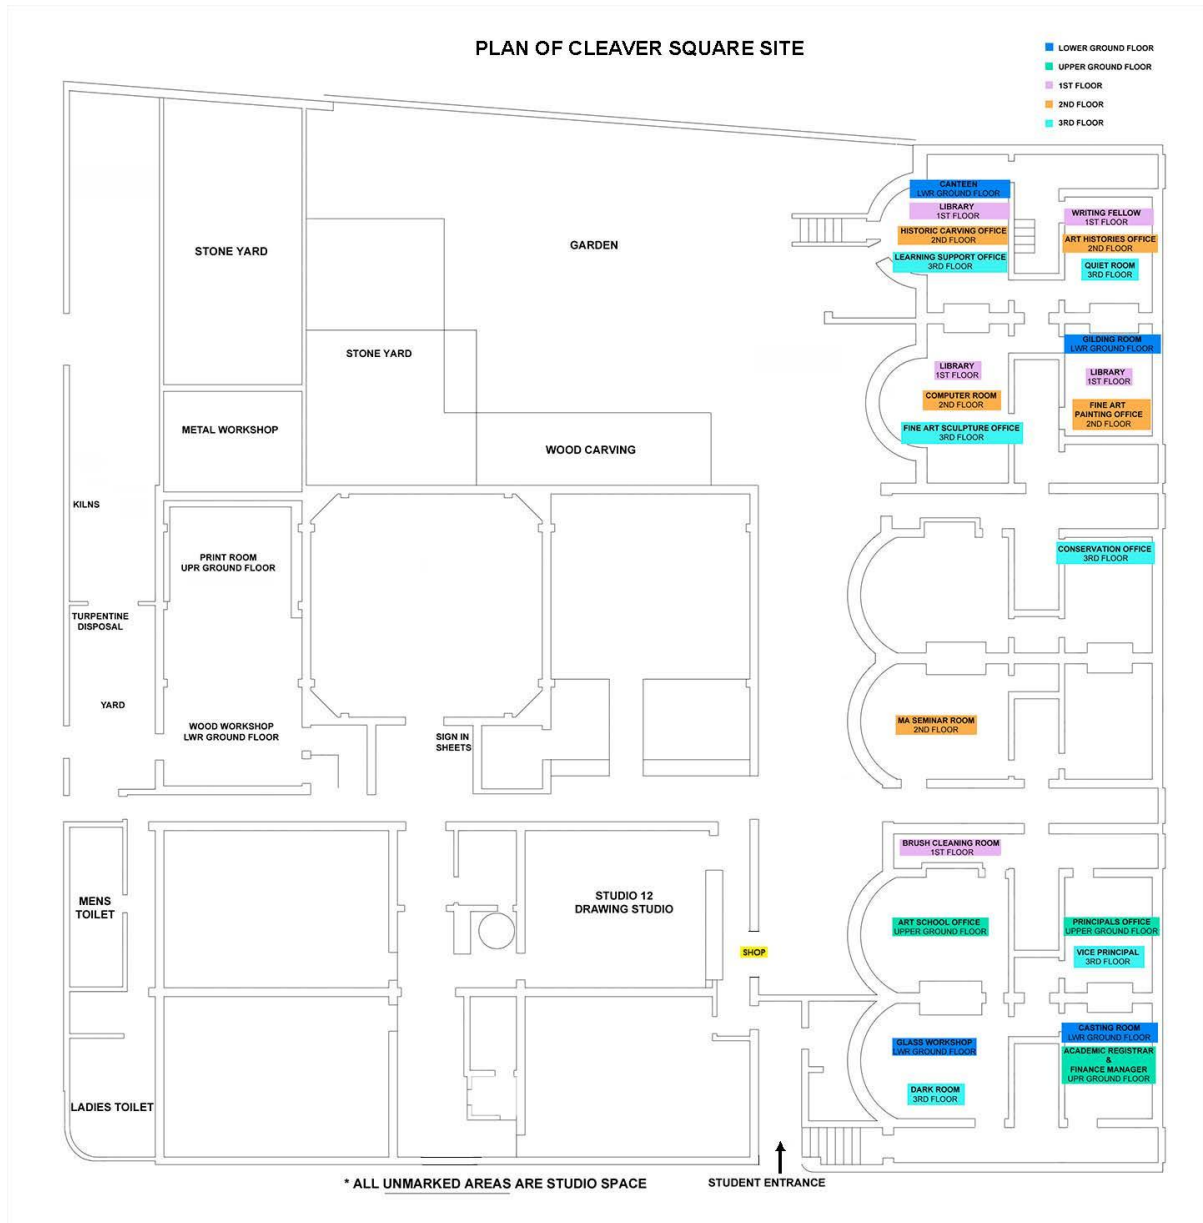 PLAN OF CLEAVER SQUARE SITE
LOWER GROUND FLOOR
UPPER GROUND FLOOR
1ST FLOOR
2ND FLOOR
3RD FLOOR
CANTEEN
LWR GROUND FLOOR
LIBRARY
1ST FLOOR
HISTORIC CARVING OFFICE
2ND FLOOR
LEARNING SUPPORT OFFICE
3RD FLOOR
WRITING FELLOW
1ST FLOOR
ART HISTORIES OFFICE
2ND FLOOR
QUIET ROOM
3RD FLOOR
STONE YARD
GARDEN
STONE YARD
GILDING ROOM
LWR GROUND FLOOR
LIBRARY
1ST FLOOR
COMPUTER ROOM
2ND FLOOR
FINE ART SCULPTURE OFFICE
3RD FLOOR
LIBRARY
1ST FLOOR
FINE ART
PAINTING OFFICE
2ND FLOOR
METAL WORKSHOP
WOOD CARVING
KILNS
PRINT ROOM
UPR GROUND FLOOR
CONSERVATION OFFICE
3RD FLOOR
TURPENTINE
DISPOSAL
YARD
WOOD WORKSHOP
LWR GROUND FLOOR
SIGN IN
SHEETS
MA SEMINAR ROOM
2ND FLOOR
BRUSH CLEANING ROOM
1ST FLOOR
MENS
TOILET
STUDIO 12
DRAWING STUDIO
SHOP
ART SCHOOL OFFICE
UPPER GROUND FLOOR
PRINCIPALS OFFICE
UPPER GROUND FLOOR
VICE PRINCIPAL
3RD FLOOR
GLASS WORKSHOP
LWR GROUND FLOOR
DARK ROOM
3RD FLOOR
CASTING ROOM
LWR GROUND FLOOR
ACADEMIC REGISTRAR
&
FINANCE MANAGER
UPR GROUND FLOOR
LADIES TOILET
* ALL UNMARKED AREAS ARE STUDIO SPACE
STUDENT ENTRANCE